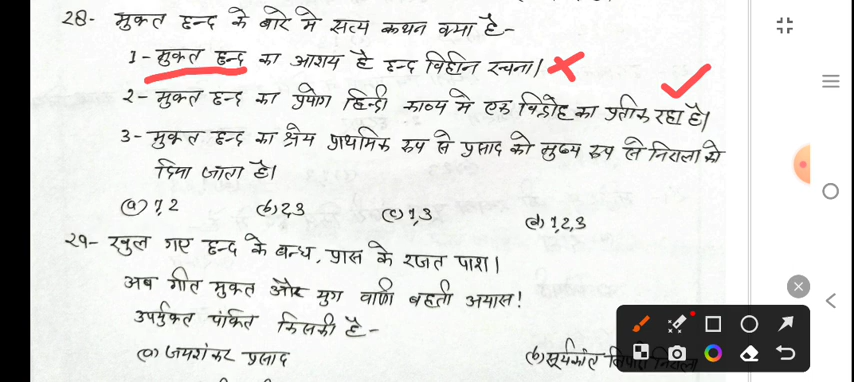 28- मुक्त छन्द के बारे मे सत्य कथन क्या है-
1- मुक्त छन्द का आशय है छन्द विहीन रचना।
2- मुक्त छन्द का प्रयोग हिन्दी काव्य मे एक विद्रोह का प्रतीक रहा है।
3- मुक्त छन्द का श्रेय प्राथमिक रूप से प्रसाद को मुख्य रूप से निराला को
दिया जाता है।
(a) 1,2 (b) 2,3 (c) 1,3 (d) 1,2,3
29- खुल गए छन्द के बन्ध, प्रास के रजत पाश।
अब गीत मुक्त और युग वाणि बहती अयास!
उपर्युक्त पंक्ति किसकी है-
(a) जयशंकर प्रसाद (b) सूर्यकांत त्रिपाठी निराला